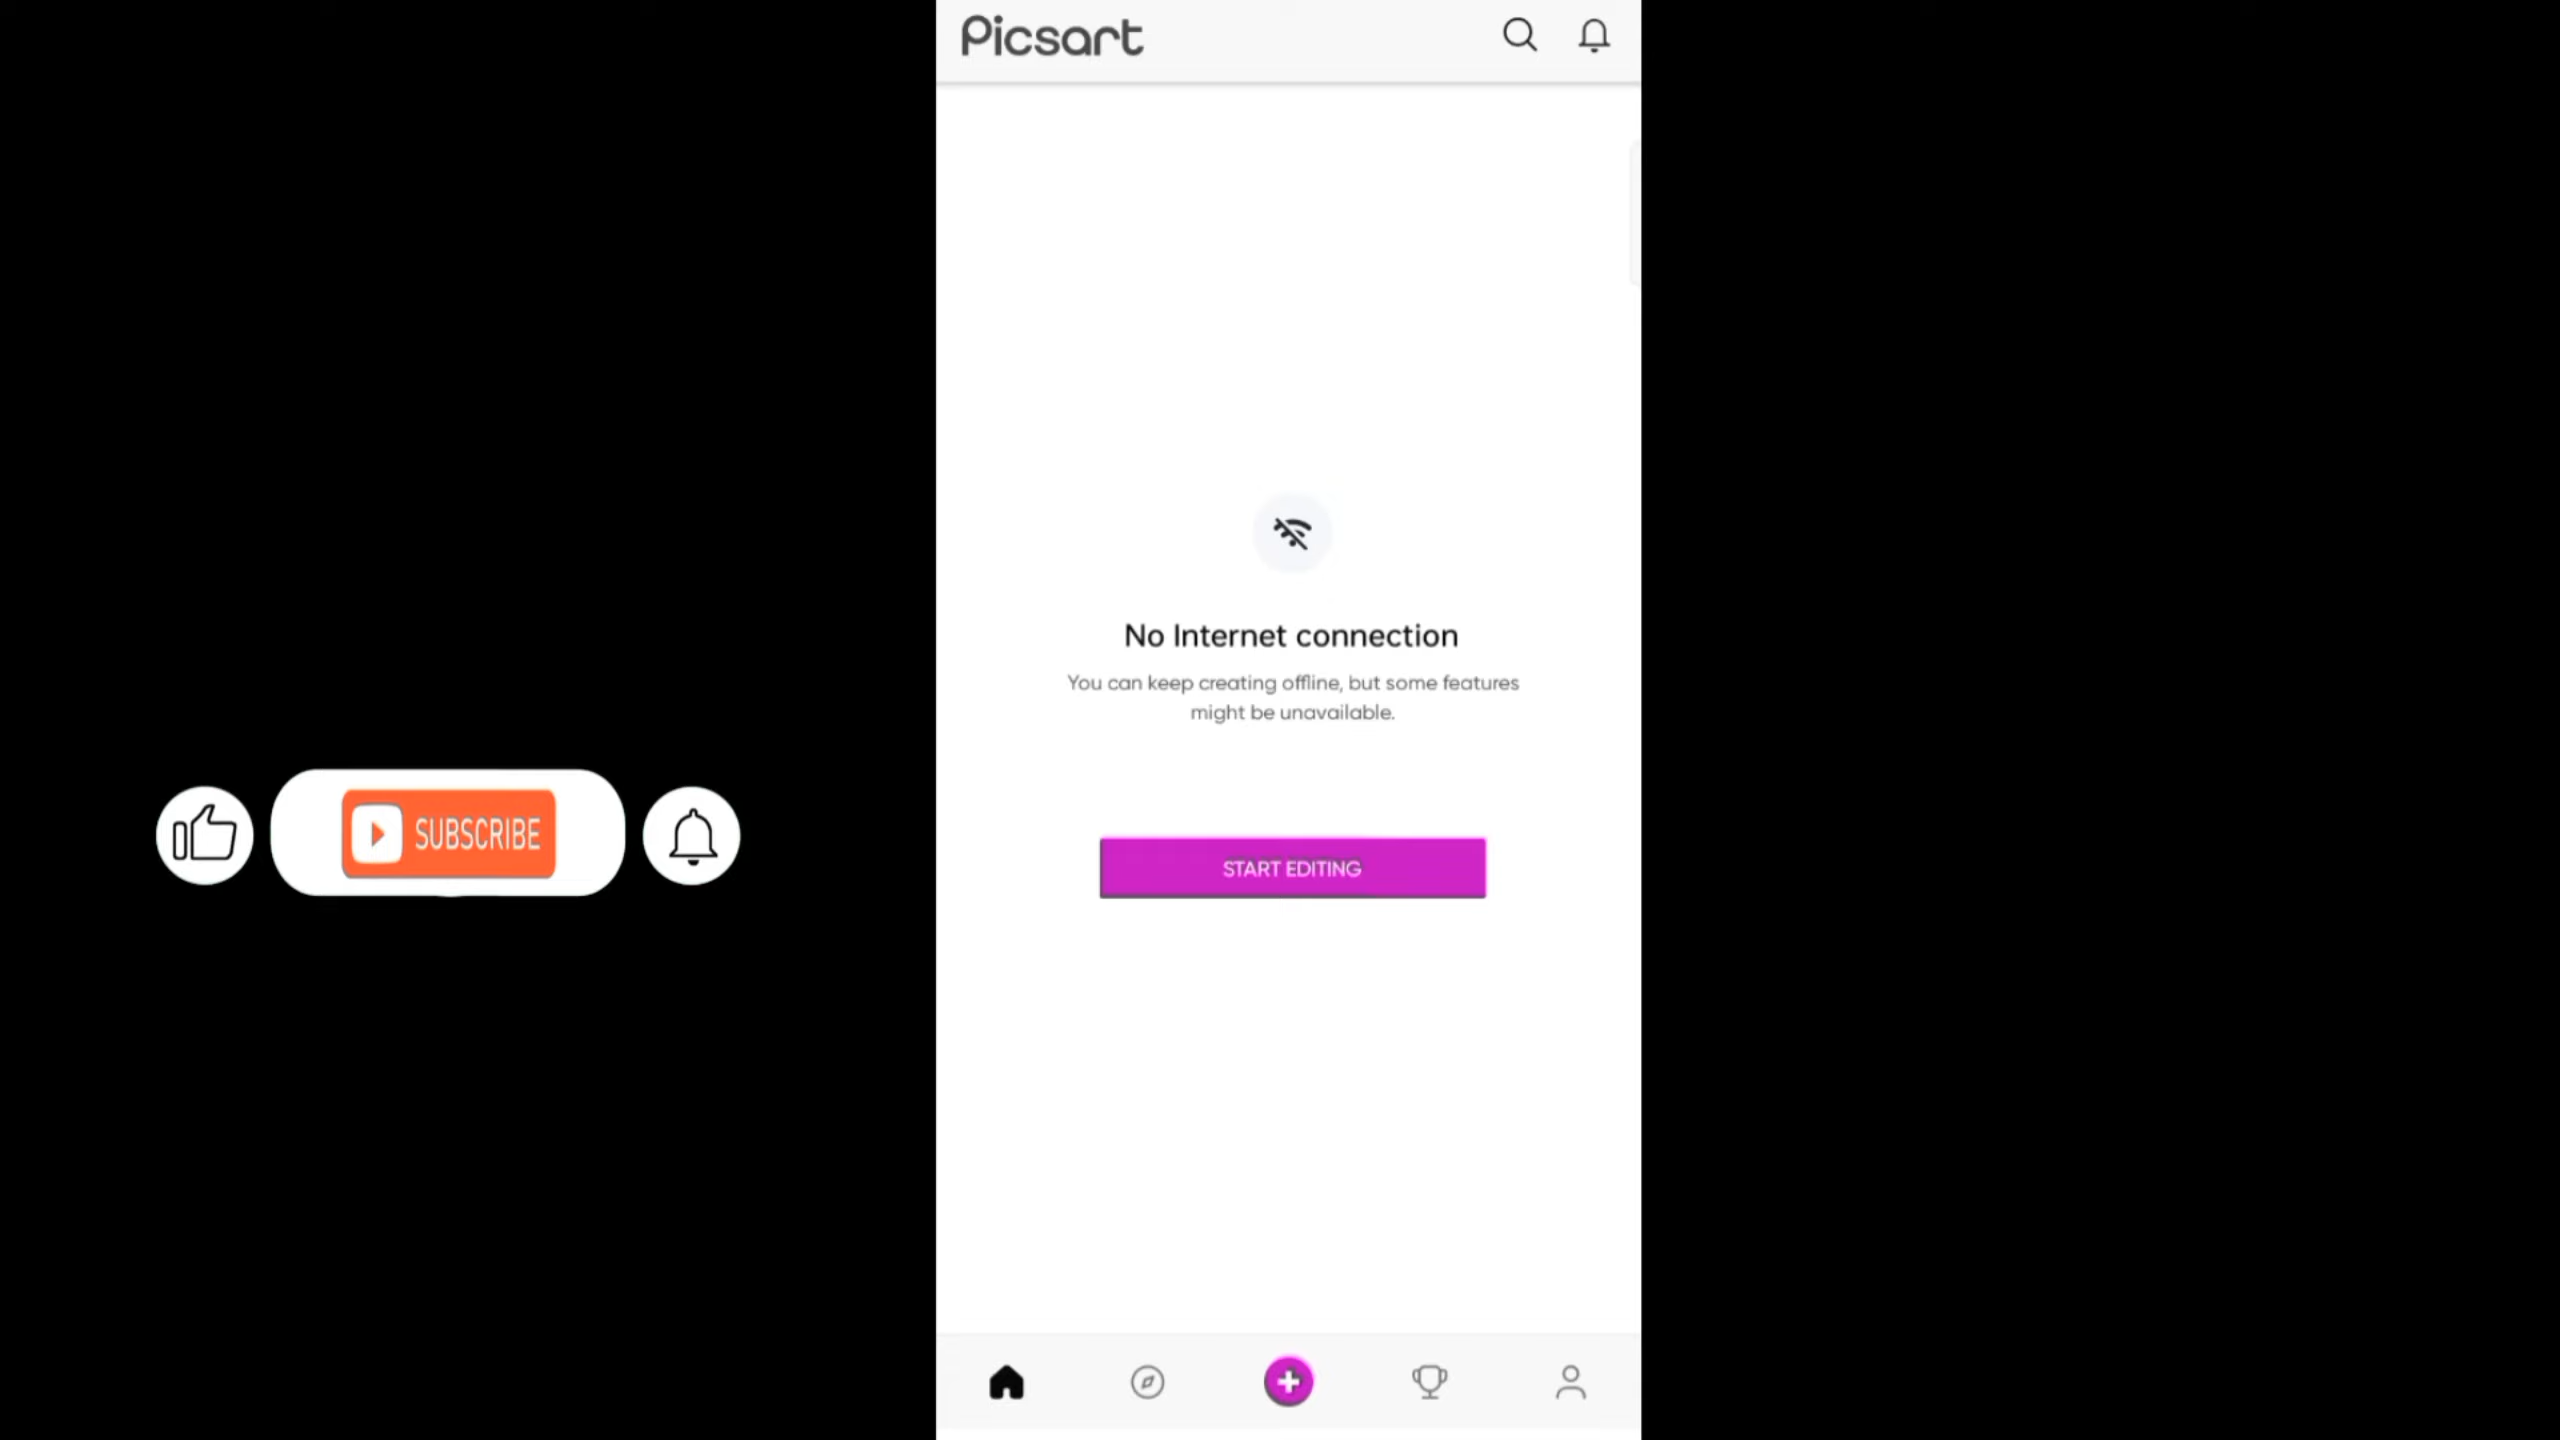 Picsart
No Internet connection
You can keep creating offline, but some features
might be unavailable.
SUBSCRIBE
START EDITING